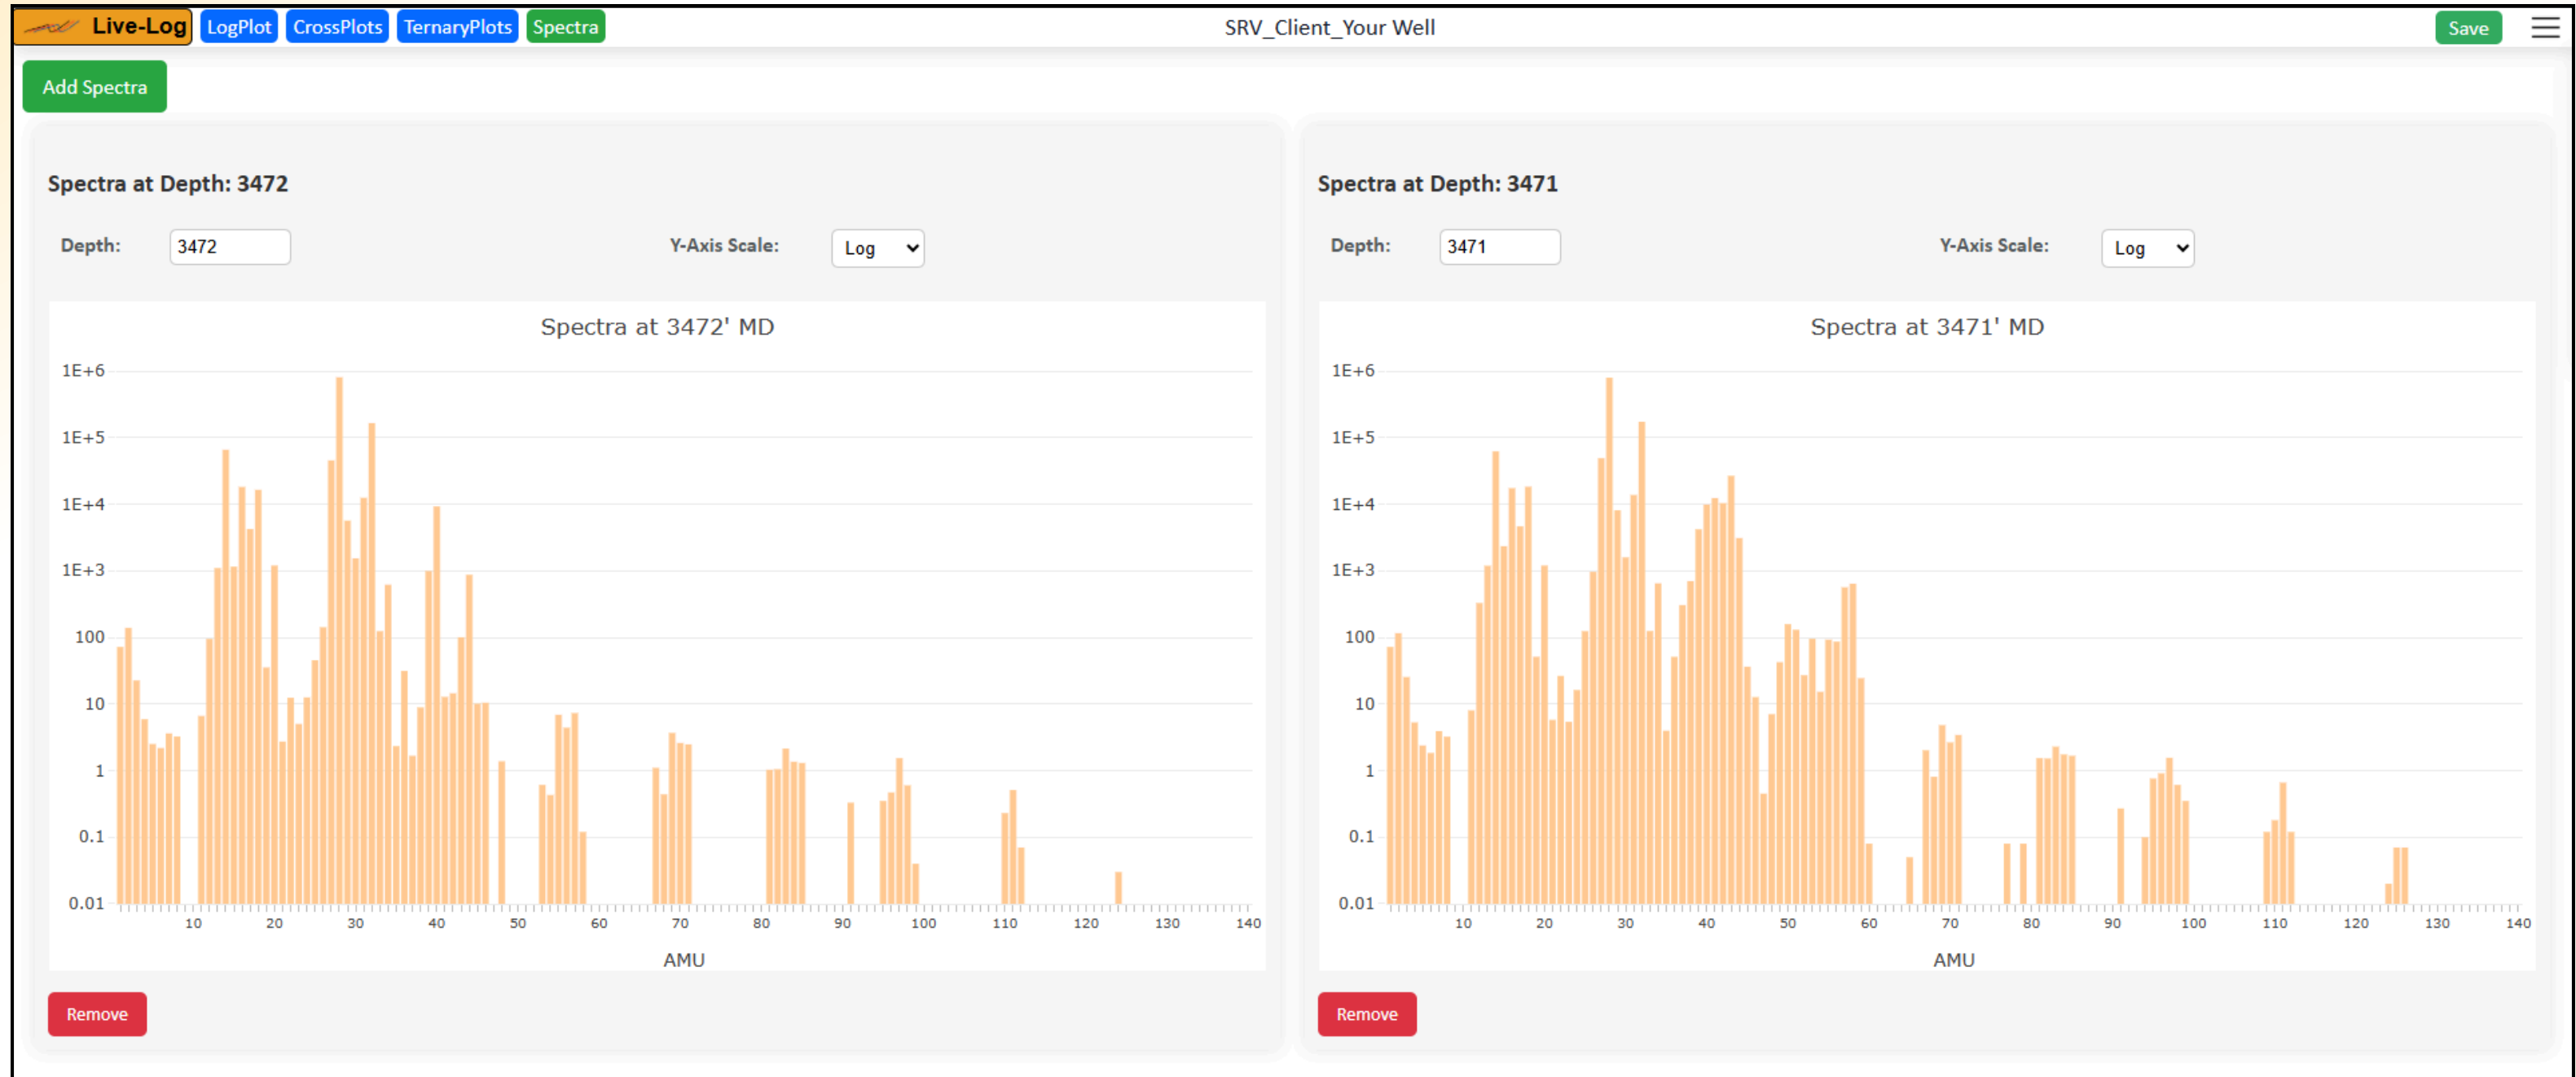 Live-Log LogPlot CrossPlots TernaryPlots Spectra SRV_Client_Your Well Save
Add Spectra
Spectra at Depth: 3472
Depth: 3472 Y-Axis Scale: Log
Spectra at 3472' MD
1E+6
1E+5
1E+4
1E+3
100
10
1
0.1
0.01
10 20 30 40 50 60 70 80 90 100 110 120 130 140
AMU
Remove
Spectra at Depth: 3471
Depth: 3471 Y-Axis Scale: Log
Spectra at 3471' MD
1E+6
1E+5
1E+4
1E+3
100
10
1
0.1
0.01
10 20 30 40 50 60 70 80 90 100 110 120 130 140
AMU
Remove